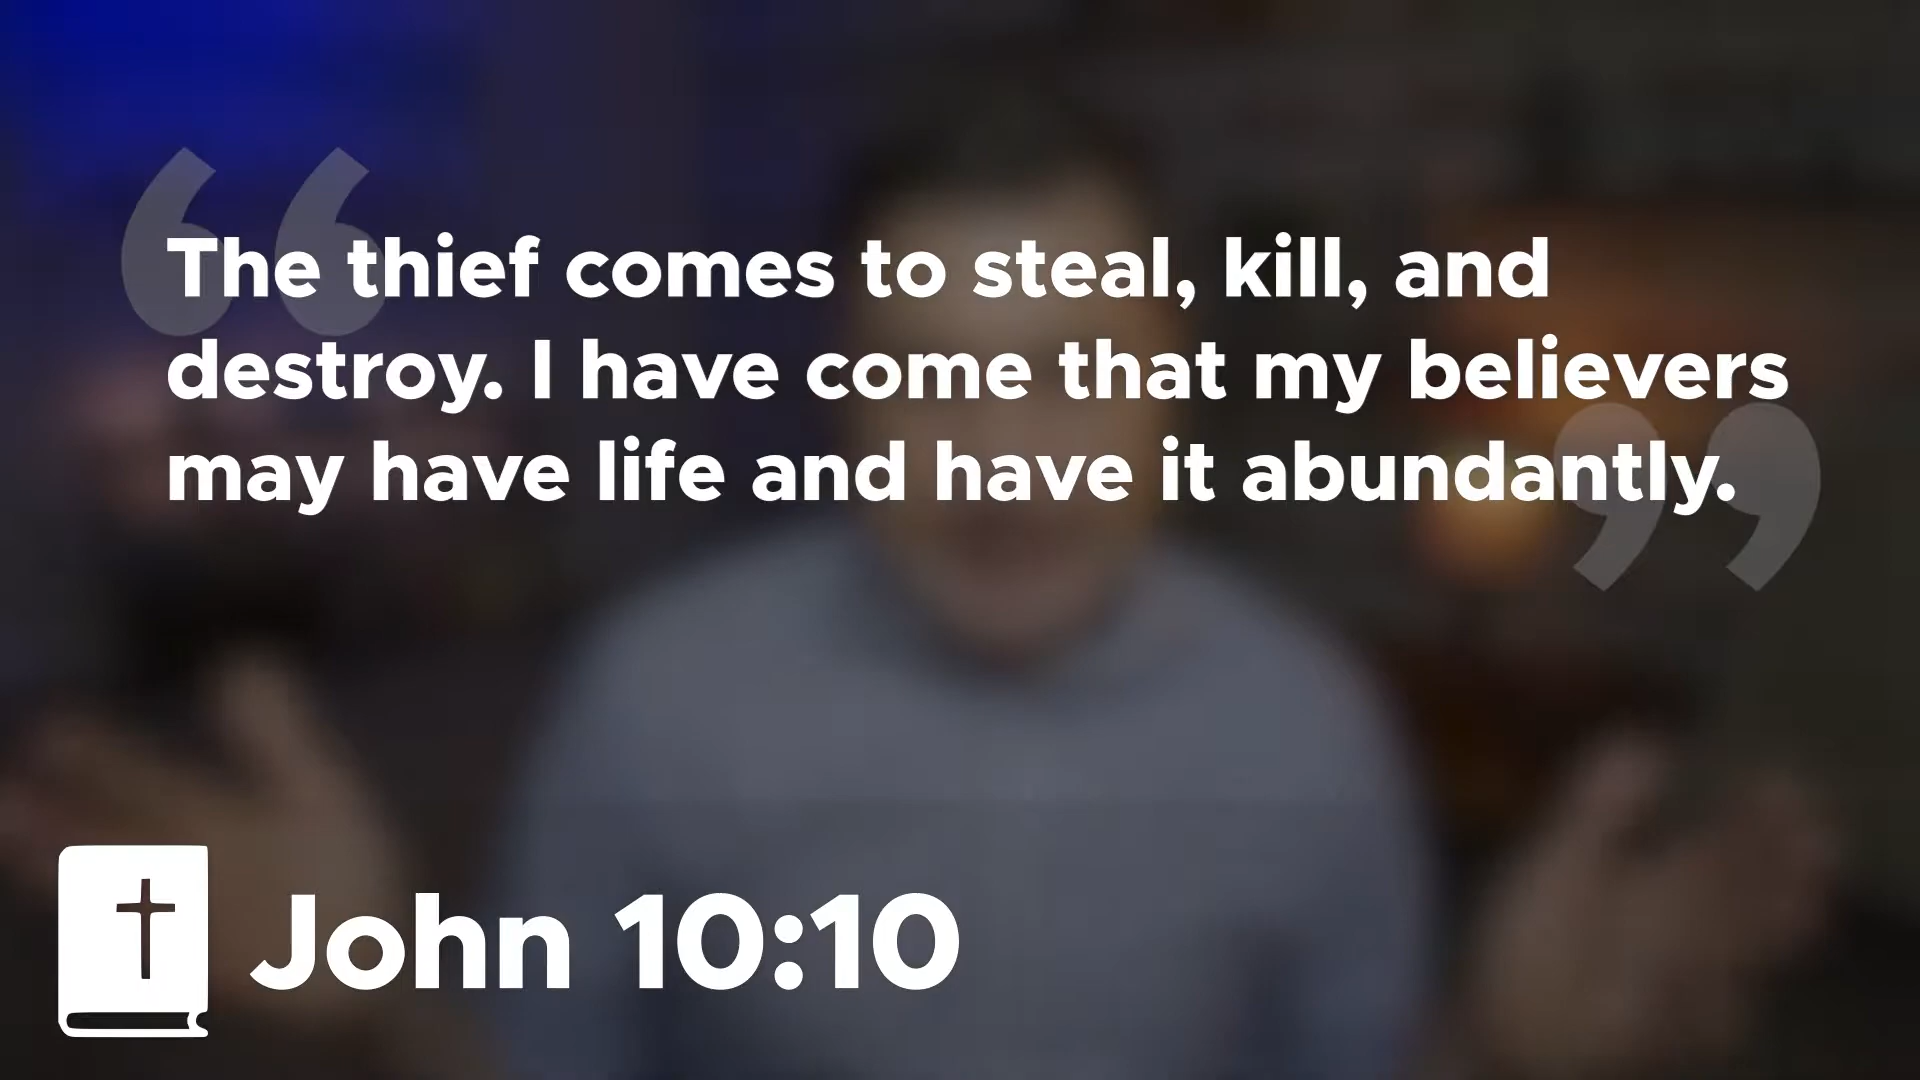 The thief comes to steal, kill, and
destroy. I have come that my believers
may have life and have it abundantly.
John 10:10